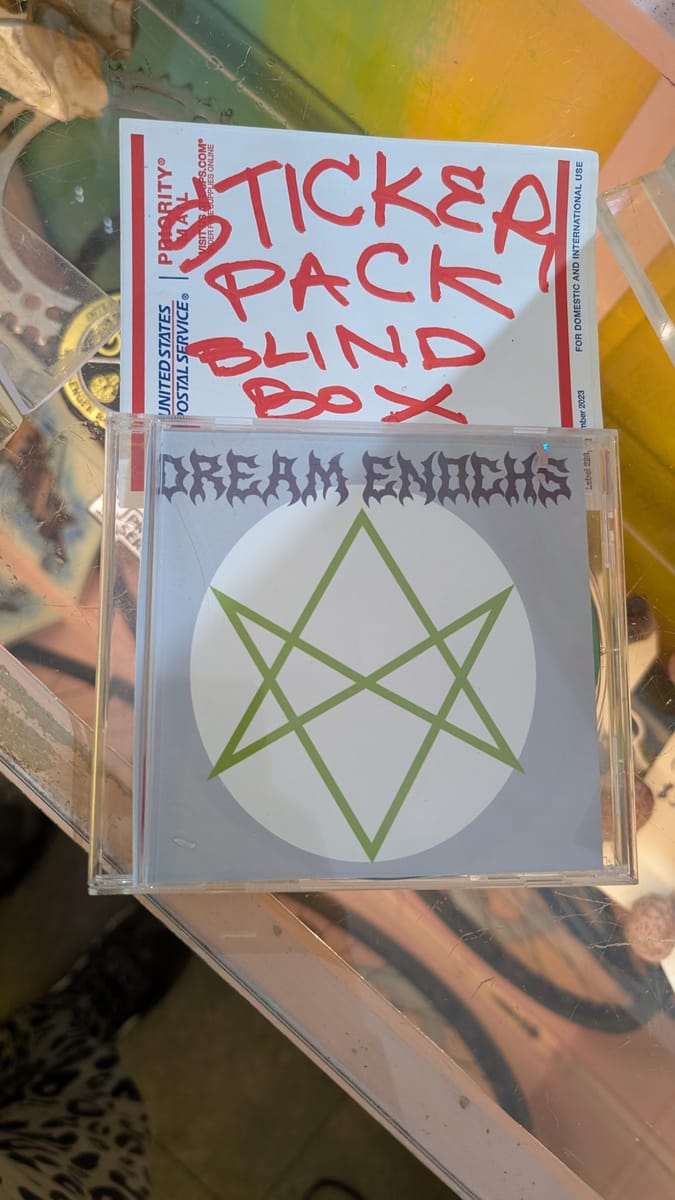 STICKER
PACK
BLIND
BOX
UNITED STATES
POSTAL SERVICE®
PRIORITY®
MAIL
FOR DOMESTIC AND INTERNATIONAL USE
DREAM ENOCHS